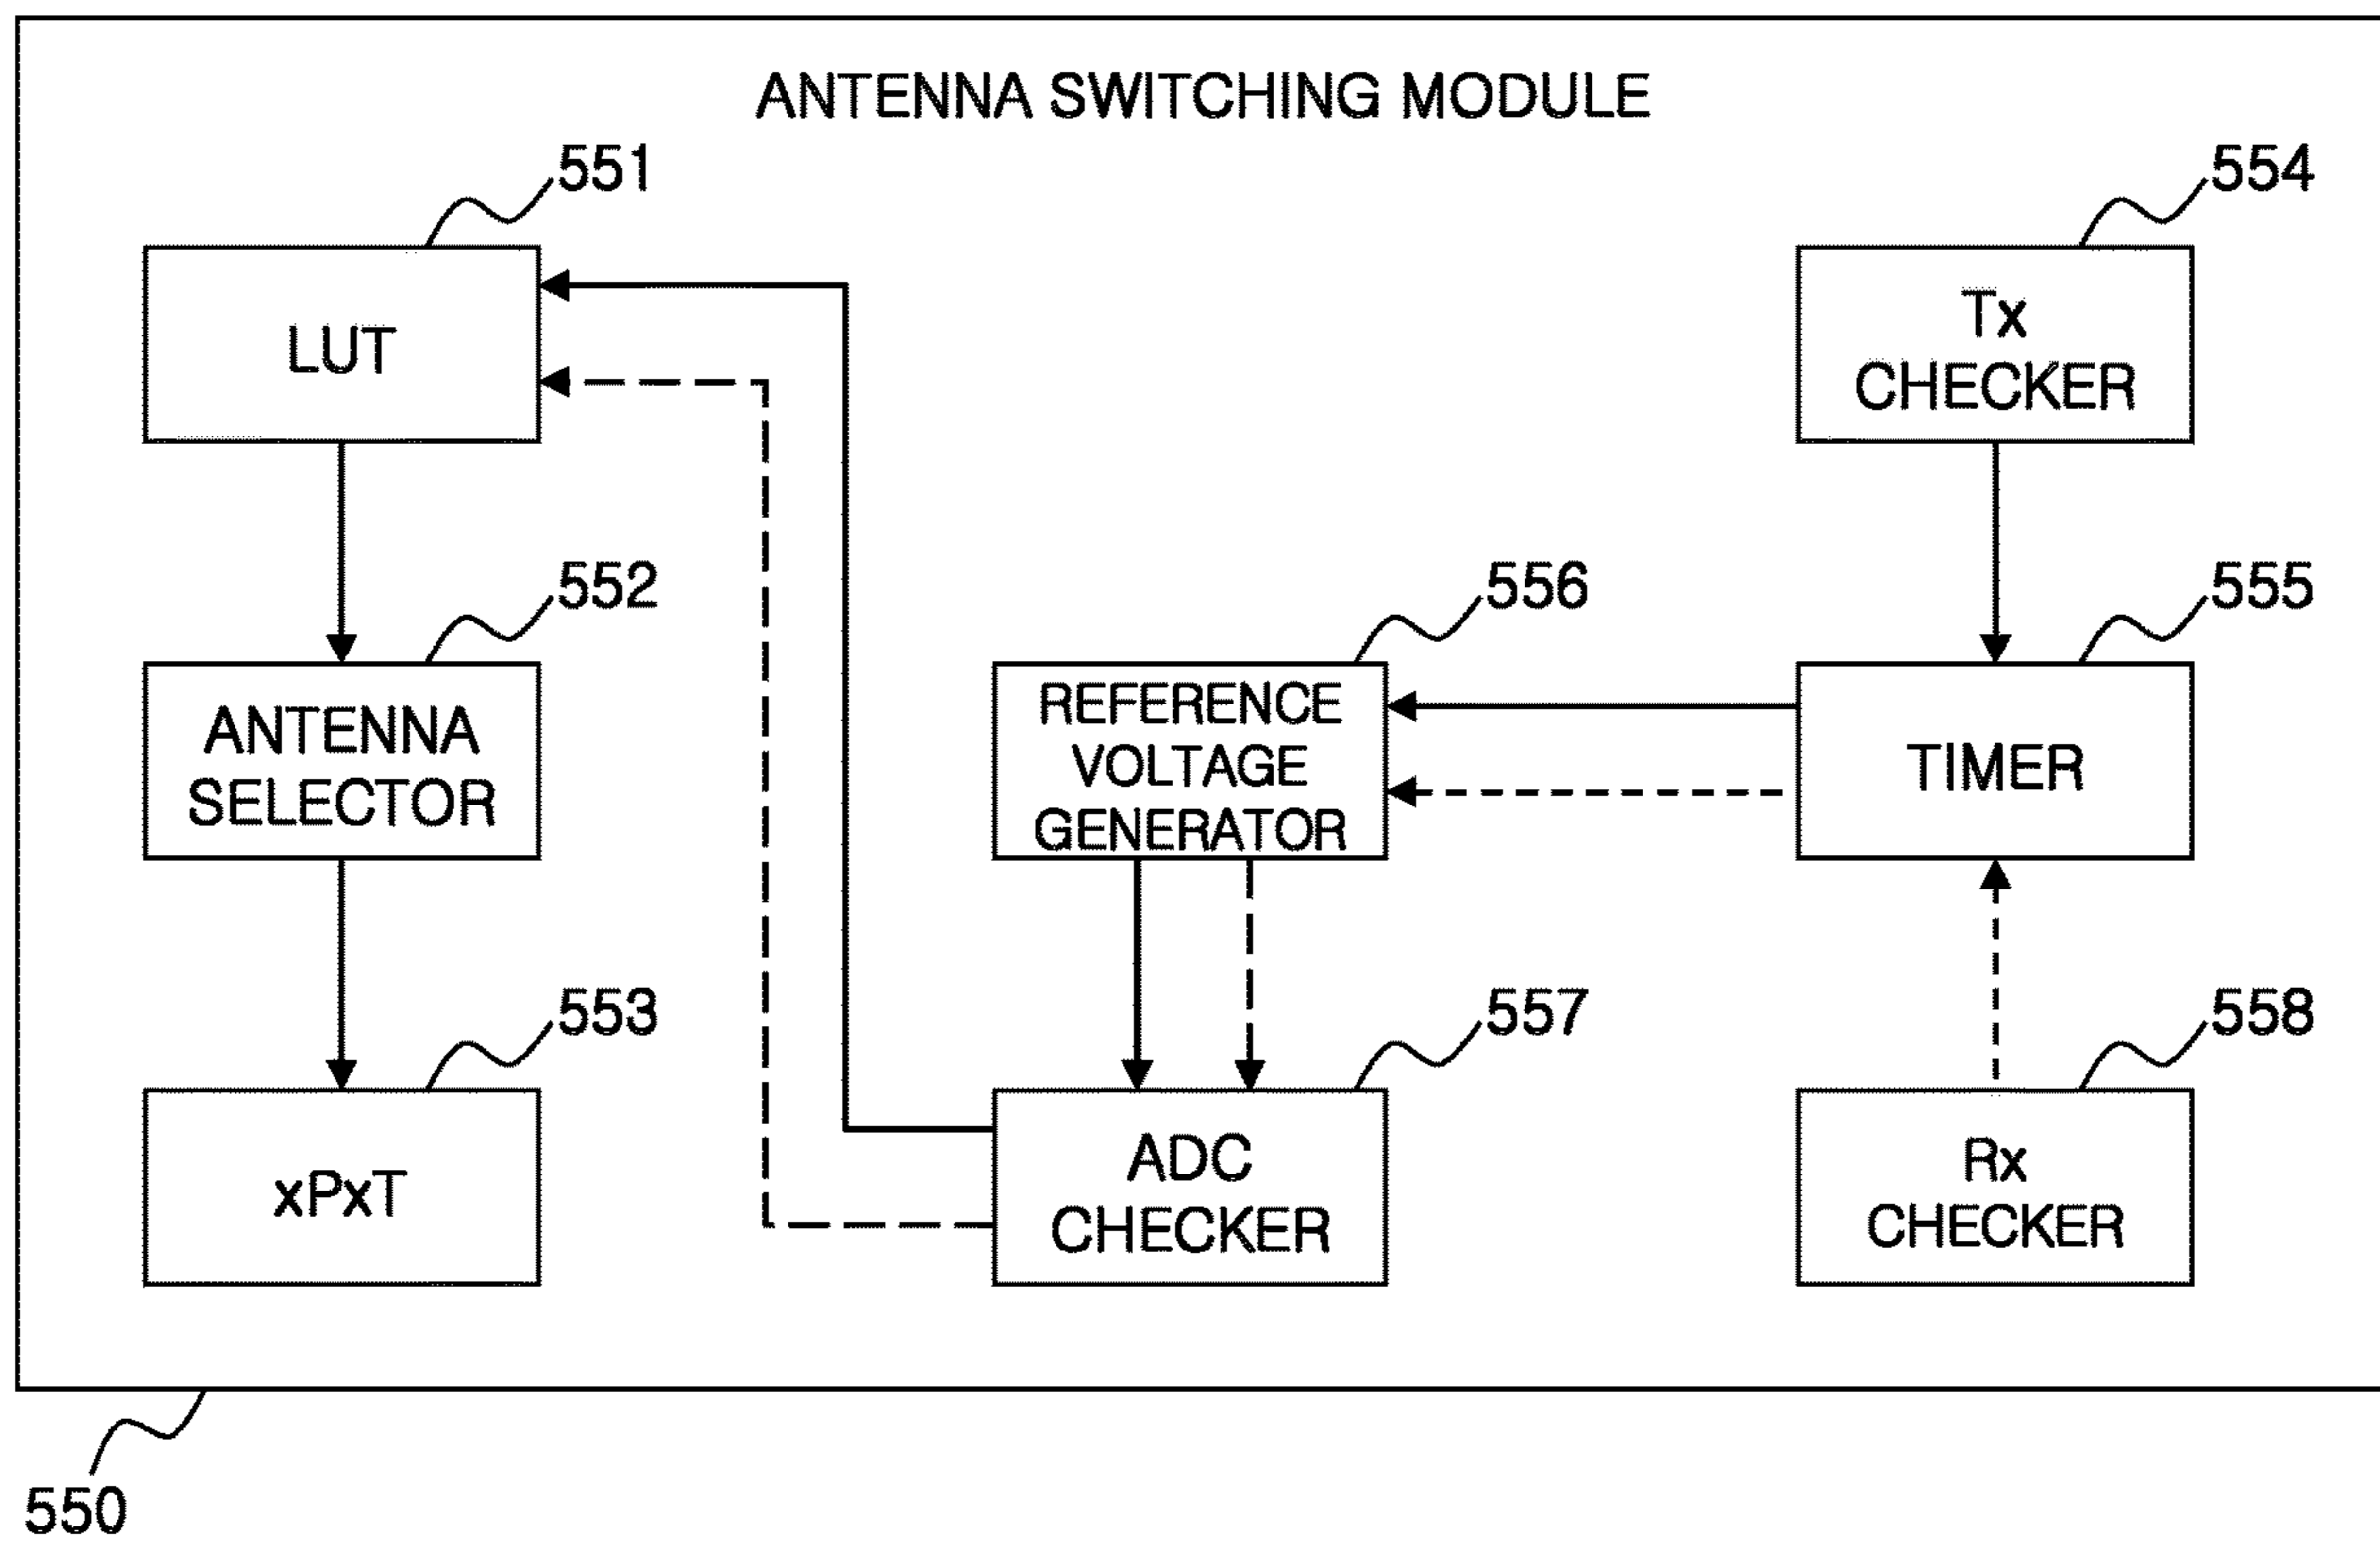 ANTENNA SWITCHING MODULE
551
LUT
552
ANTENNA
SELECTOR
553
xPxT
556
REFERENCE
VOLTAGE
GENERATOR
557
ADC
CHECKER
554
Tx
CHECKER
555
TIMER
558
Rx
CHECKER
550